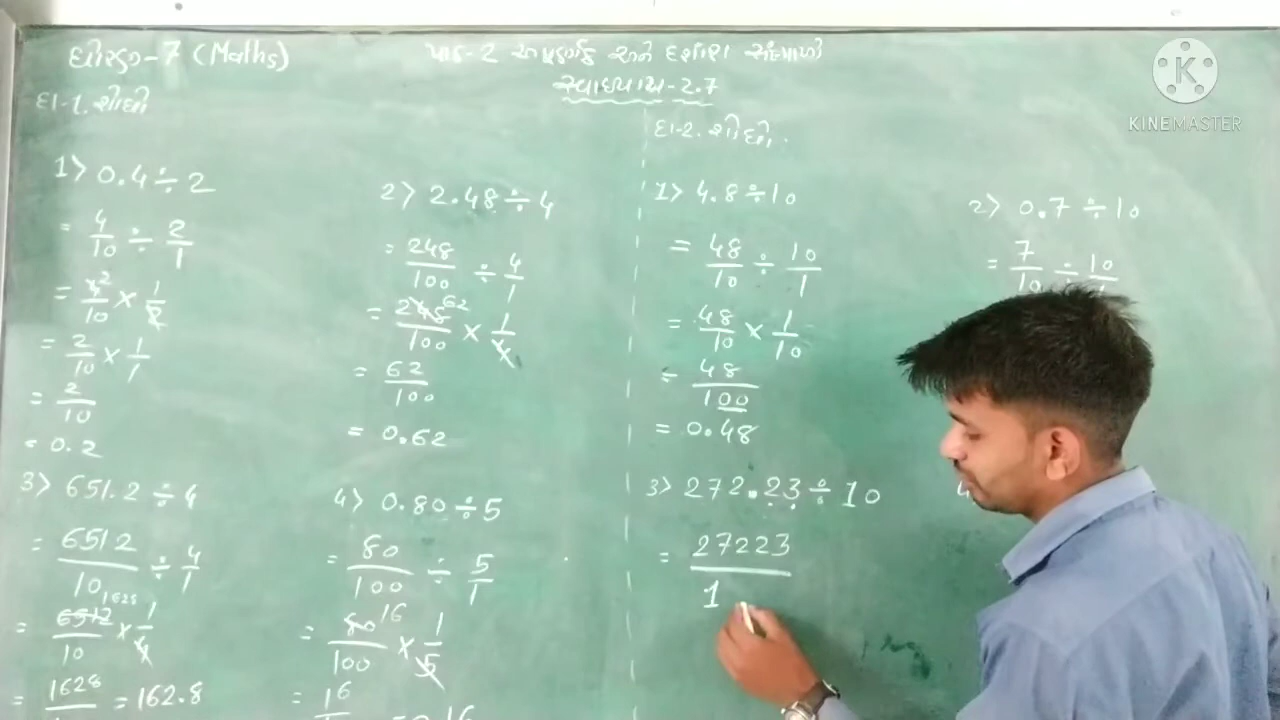 ધોરણ-7 (Maths)
પાઠ-2 અપૂર્ણાંક અને દશાંશ સંખ્યાઓ
સ્વાધ્યાય-2.7
દા-1. શોધો
1> 0.4÷2
= 4/10 ÷ 2/1
= 4 2/10 × 1/2
= 2/10 × 1/1
= 2/10
= 0.2
2> 2.48÷4
= 248/100 ÷ 4/1
= 248 62/100 × 1/4
= 62/100
= 0.62
3> 651.2÷4
= 6512/10 ÷ 4/1
= 6512 1628/10 × 1/4
= 1628 = 162.8
4> 0.80÷5
= 80/100 ÷ 5/1
= 80 16/100 × 1/5
= 16
દા-2. શોધો.
1> 4.8÷10
= 48/10 ÷ 10/1
= 48/10 × 1/10
= 48/100
= 0.48
2> 0.7÷10
= 7/10 ÷ 10/1
3> 272.23÷10
= 27223/1
4
KINEMASTER